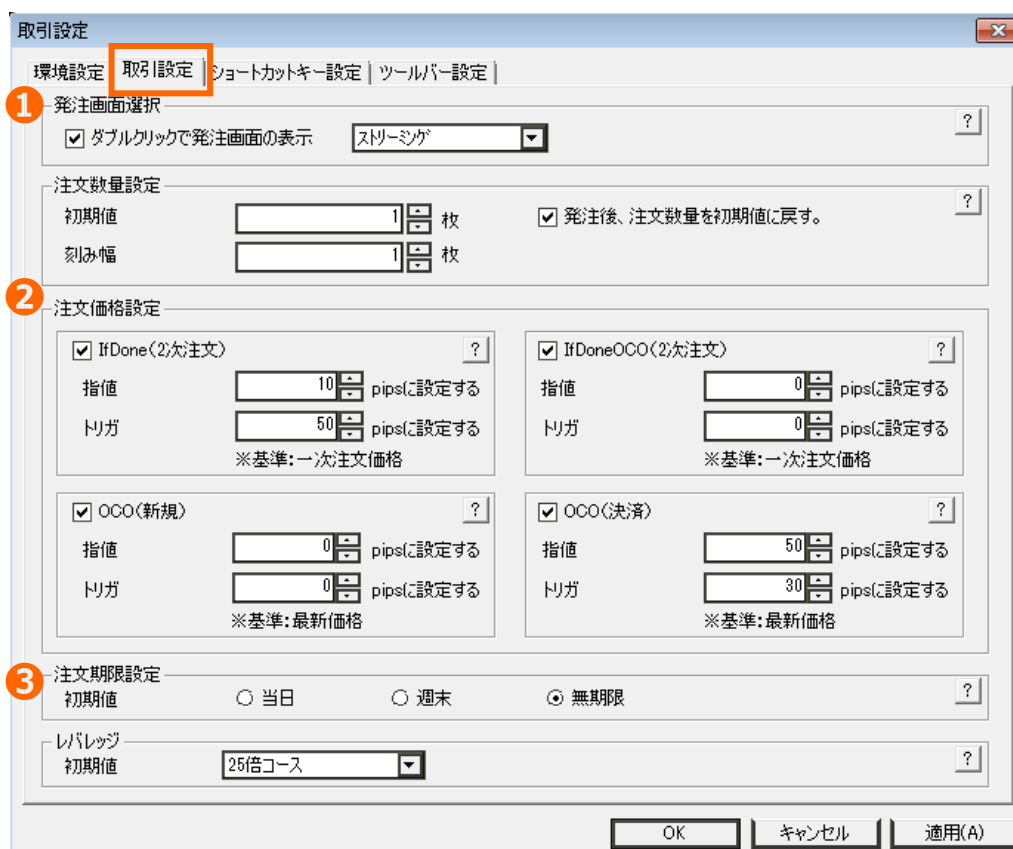 取引設定
環境設定 取引設定 ショートカットキー設定 ツールバー設定
1 発注画面選択
ダブルクリックで発注画面の表示 ストリーミング ?
注文数量設定 ?
初期値 1 枚 発注後、注文数量を初期値に戻す。
刻み幅 1 枚
2 注文価格設定
IfDone(2次注文) ? IfDoneOCO(2次注文) ?
指値 10 pipsに設定する 指値 0 pipsに設定する
トリガ 50 pipsに設定する トリガ 0 pipsに設定する
※基準:一次注文価格 ※基準:一次注文価格
OCO(新規) ? OCO(決済) ?
指値 0 pipsに設定する 指値 50 pipsに設定する
トリガ 0 pipsに設定する トリガ 30 pipsに設定する
※基準:最新価格 ※基準:最新価格
3 注文期限設定
初期値 当日 週末 無期限 ?
レバレッジ
初期値 25倍コース ?
OK キャンセル 適用(A)